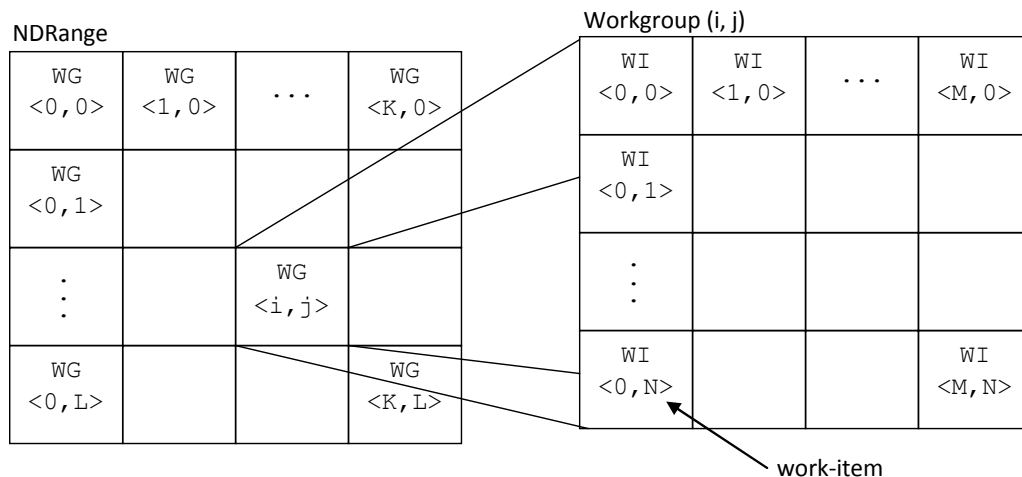 NDRange
WG WG WG
<0,0> <1,0> ... <K,0>
WG
<0,1>
WG
<i,j>
⋮
WG WG
<0,L> <K,L>
Workgroup (i, j)
WI WI WI
<0,0> <1,0> ... <M,0>
WI
<0,1>
⋮
WI WI
<0,N> <M,N>
work-item